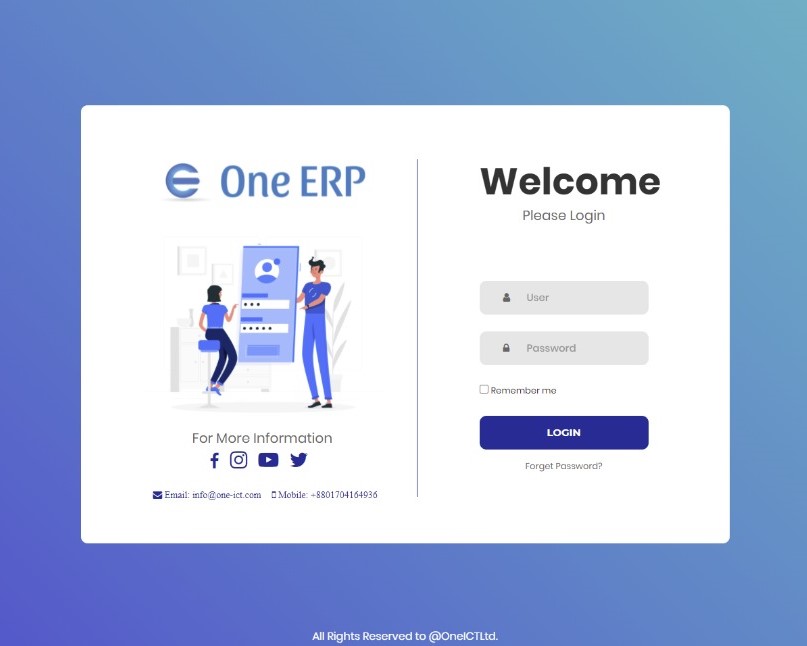 One ERP
For More Information
Email: info@one-ict.com Mobile: +8801704164936
Welcome
Please Login
User
Password
Remember me
LOGIN
Forget Password?
All Rights Reserved to @OneICTLtd.